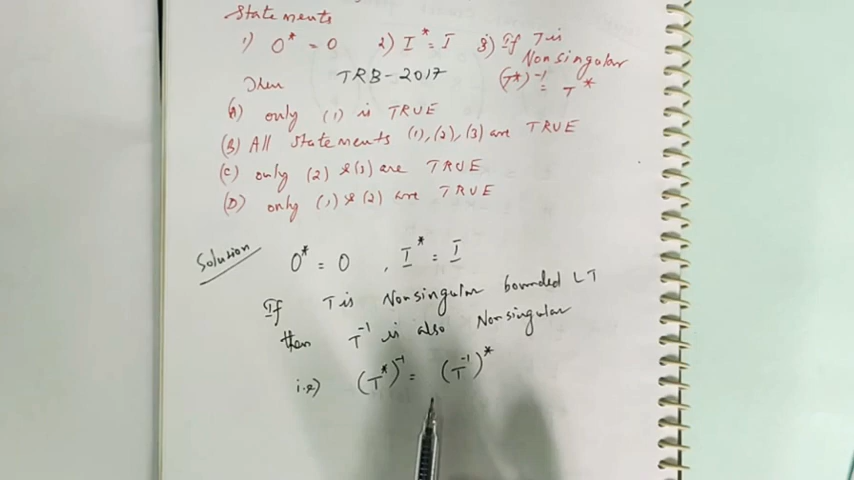 Statements
1) O* = O 2) I* = I 3) If T is
Nonsingular
Then TRB-2017 (T*)⁻¹ = T*
(A) only (1) is TRUE
(B) All Statements (1), (2), (3) are TRUE
(C) only (2) & (3) are TRUE
(D) only (1) & (2) are TRUE
Solution O* = O , I* = I
If T is Nonsingular bounded LT
then T⁻¹ is also Nonsingular
i.e) (T*)⁻¹ = (T⁻¹)*